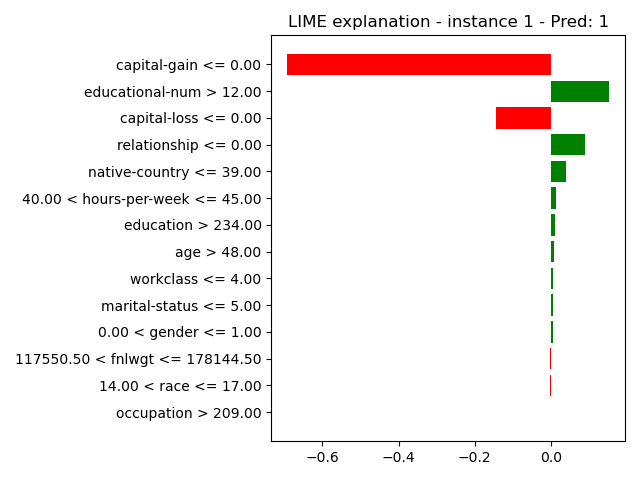 LIME explanation - instance 1 - Pred: 1
capital-gain <= 0.00
educational-num > 12.00
capital-loss <= 0.00
relationship <= 0.00
native-country <= 39.00
40.00 < hours-per-week <= 45.00
education > 234.00
age > 48.00
workclass <= 4.00
marital-status <= 5.00
0.00 < gender <= 1.00
117550.50 < fnlwgt <= 178144.50
14.00 < race <= 17.00
occupation > 209.00
−0.6 −0.4 −0.2 0.0